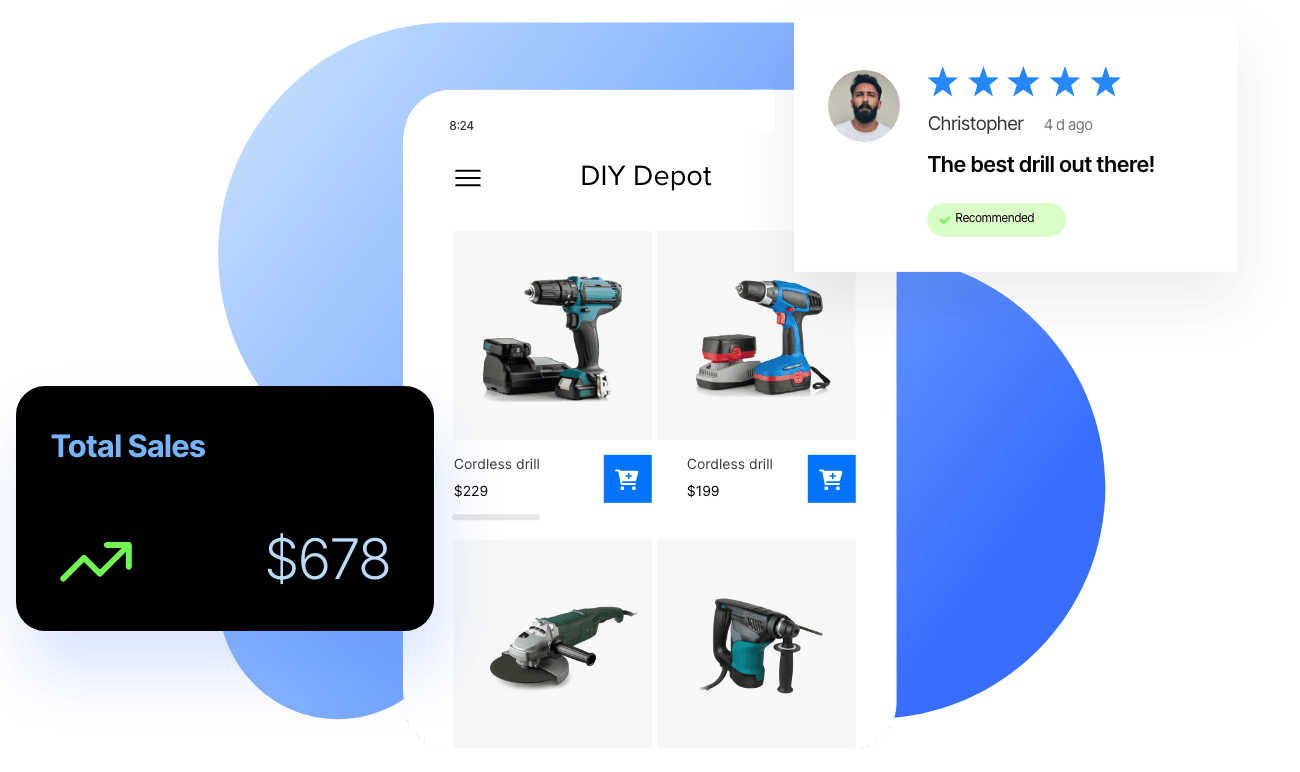 8:24
DIY Depot
Christopher 4 d ago
The best drill out there!
Recommended
Cordless drill
$229
Cordless drill
$199
Total Sales
$678